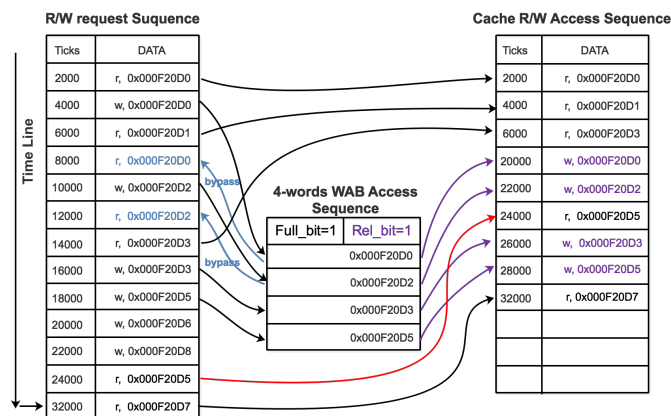 R/W request Suquence
Ticks DATA
2000 r, 0x000F20D0
4000 w, 0x000F20D0
6000 r, 0x000F20D1
8000 r, 0x000F20D0
10000 w, 0x000F20D2
12000 r, 0x000F20D2
14000 r, 0x000F20D3
16000 w, 0x000F20D3
18000 w, 0x000F20D5
20000 w, 0x000F20D6
22000 w, 0x000F20D8
24000 r, 0x000F20D5
32000 r, 0x000F20D7
Time Line
bypass
bypass
4-words WAB Access
Sequence
Full_bit=1 Rel_bit=1
0x000F20D0
0x000F20D2
0x000F20D3
0x000F20D5
Cache R/W Access Sequence
Ticks DATA
2000 r, 0x000F20D0
4000 r, 0x000F20D1
6000 r, 0x000F20D3
20000 w, 0x000F20D0
22000 w, 0x000F20D2
24000 r, 0x000F20D5
26000 w, 0x000F20D3
28000 w, 0x000F20D5
32000 r, 0x000F20D7